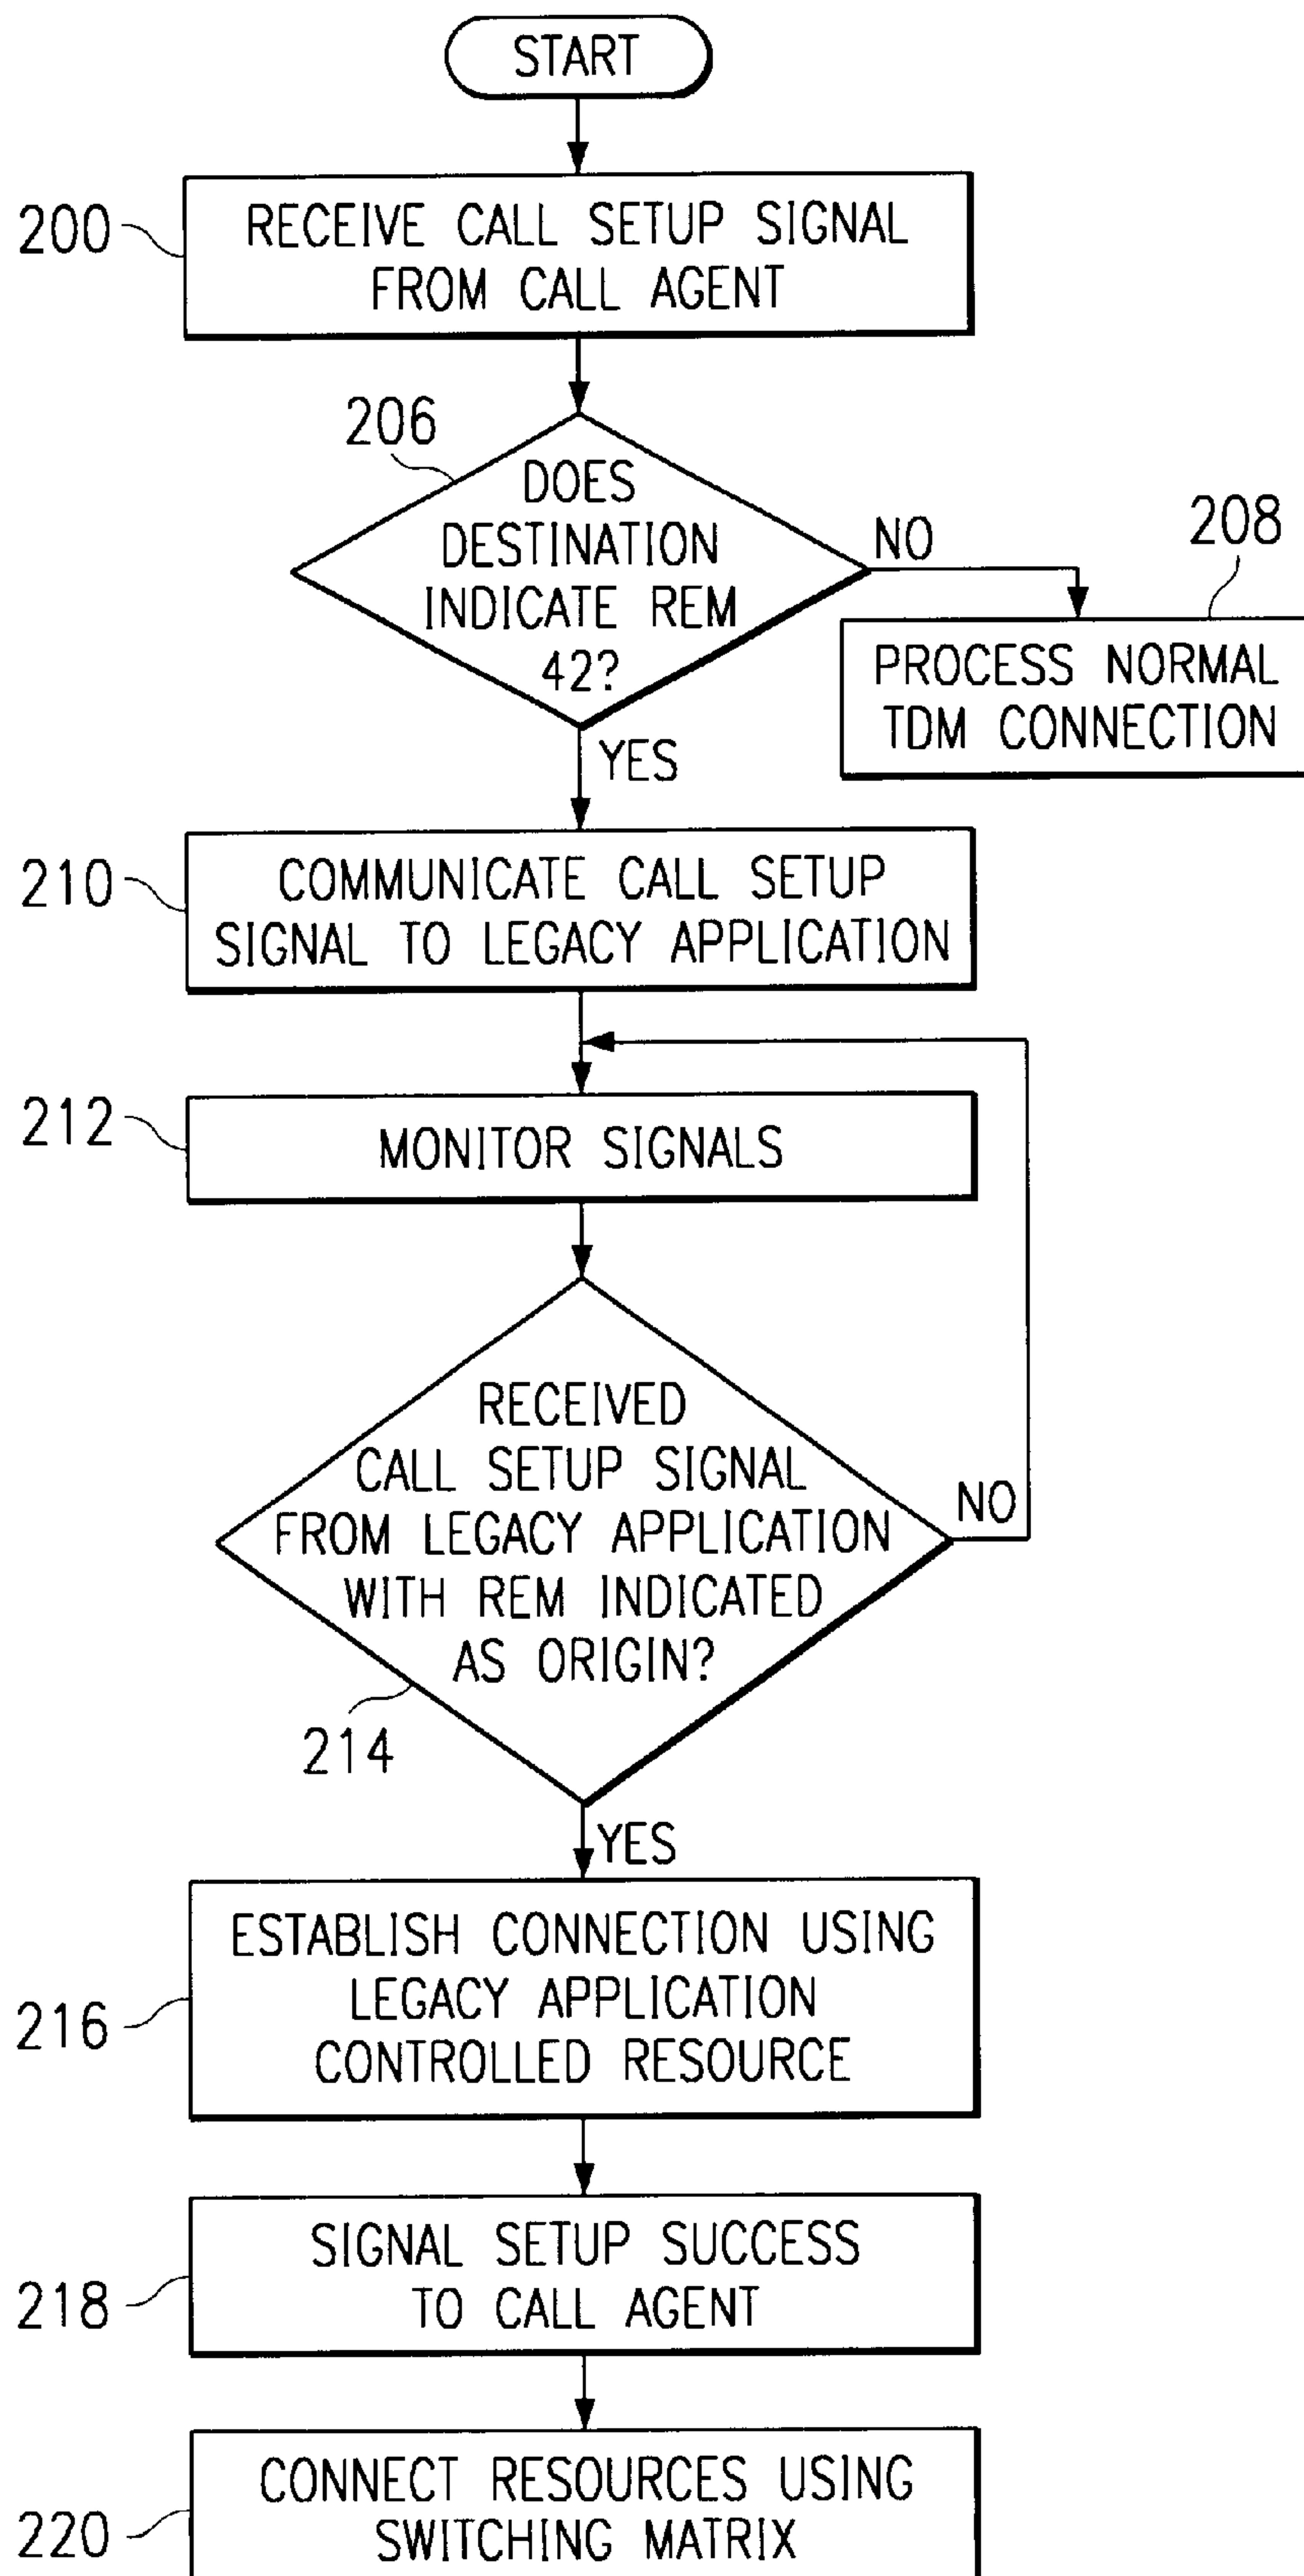 START
200
RECEIVE CALL SETUP SIGNAL
FROM CALL AGENT
206
DOES
DESTINATION
INDICATE REM
42?
NO
208
PROCESS NORMAL
TDM CONNECTION
YES
210
COMMUNICATE CALL SETUP
SIGNAL TO LEGACY APPLICATION
212
MONITOR SIGNALS
RECEIVED
CALL SETUP SIGNAL
FROM LEGACY APPLICATION
WITH REM INDICATED
AS ORIGIN?
NO
214
YES
216
ESTABLISH CONNECTION USING
LEGACY APPLICATION
CONTROLLED RESOURCE
218
SIGNAL SETUP SUCCESS
TO CALL AGENT
220
CONNECT RESOURCES USING
SWITCHING MATRIX